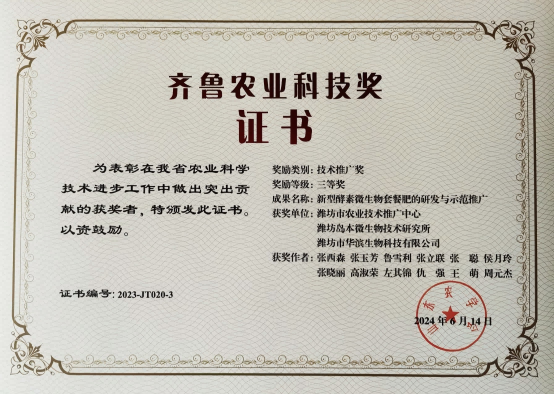 齐鲁农业科技奖
证书
为表彰在我省农业科学
技术进步工作中做出突出贡
献的获奖者，特颁发此证书。
以资鼓励。
证书编号：2023-JT020-3
奖励类别：技术推广奖
奖励等级：三等奖
成果名称：新型酵素微生物套餐肥的研发与示范推广
获奖单位：潍坊市农业技术推广中心
潍坊岛本微生物技术研究所
潍坊市华滨生物科技有限公司
获奖作者：张西森 张玉芳 鲁雪利 张立联 张 聪 侯月玲
张晓丽 高淑荣 左其锦 仇 强 王 萌 周元杰
2024年6月14日